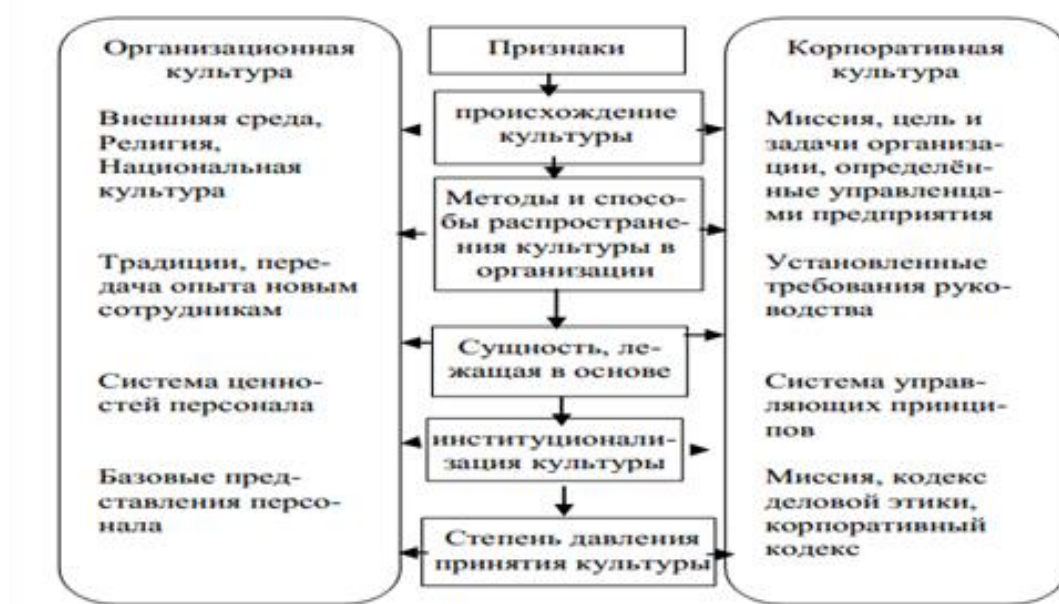 Организационная
культура
Внешняя среда,
Религия,
Национальная
культура
Традиции, пере-
дача опыта новым
сотрудникам
Система ценно-
стей персонала
Базовые пред-
ставления персо-
нала
Признаки
происхождение
культуры
Методы и спосо-
бы распростране-
ния культуры в
организации
Сущность, ле-
жащая в основе
институционали-
зация культуры
Степень давления
принятия культуры
Корпоративная
культура
Миссия, цель и
задачи организа-
ции, определён-
ные управленца-
ми предприятия
Установленные
требования руко-
водства
Система управ-
ляющих принци-
пов
Миссия, кодекс
деловой этики,
корпоративный
кодекс